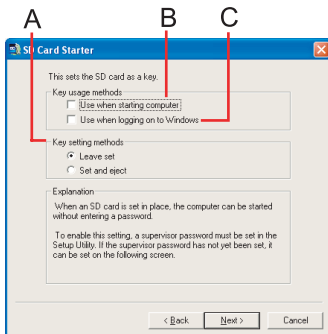 A B C
SD Card Starter
This sets the SD card as a key.
Key usage methods
Use when starting computer
Use when logging on to Windows
Key setting methods
Leave set
Set and eject
Explanation
When an SD card is set in place, the computer can be started
without entering a password.
To enable this setting, a supervisor password must be set in the
Setup Utility. If the supervisor password has not yet been set, it
can be set on the following screen.
< Back Next > Cancel